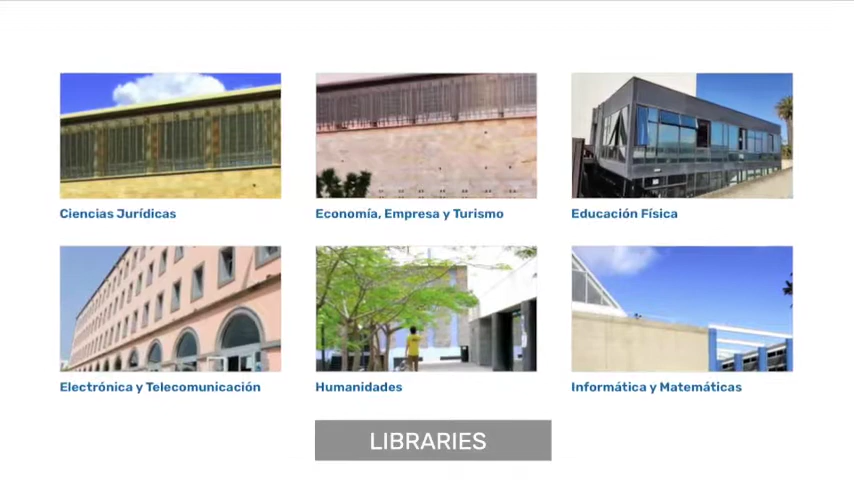 Ciencias Jurídicas
Economía, Empresa y Turismo
Educación Física
Electrónica y Telecomunicación
Humanidades
Informática y Matemáticas
LIBRARIES